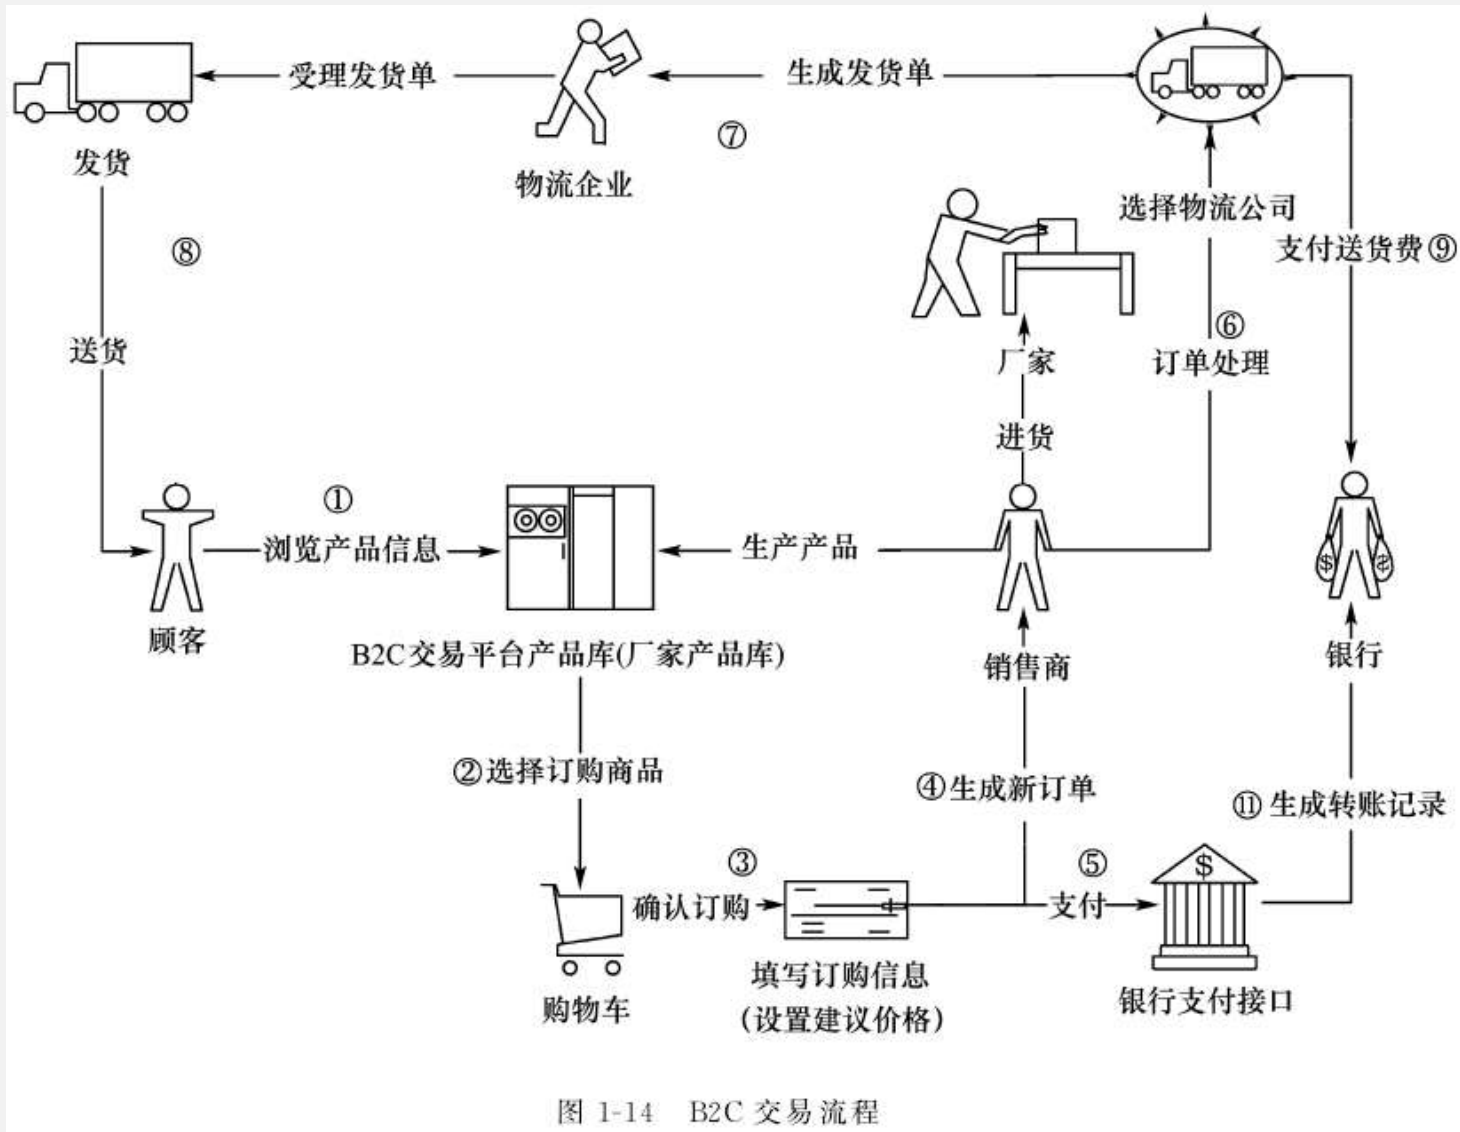 受理发货单
生成发货单
⑦
发货
物流企业
选择物流公司
⑧
支付送货费⑨
⑥
送货
厂家
订单处理
进货
①
浏览产品信息
生产产品
$
$
顾客
B2C交易平台产品库(厂家产品库)
销售商
银行
②选择订购商品
④生成新订单
⑪生成转账记录
③
⑤
$
确认订购
支付
填写订购信息
(设置建议价格)
购物车
银行支付接口
图 1-14 B2C 交易流程